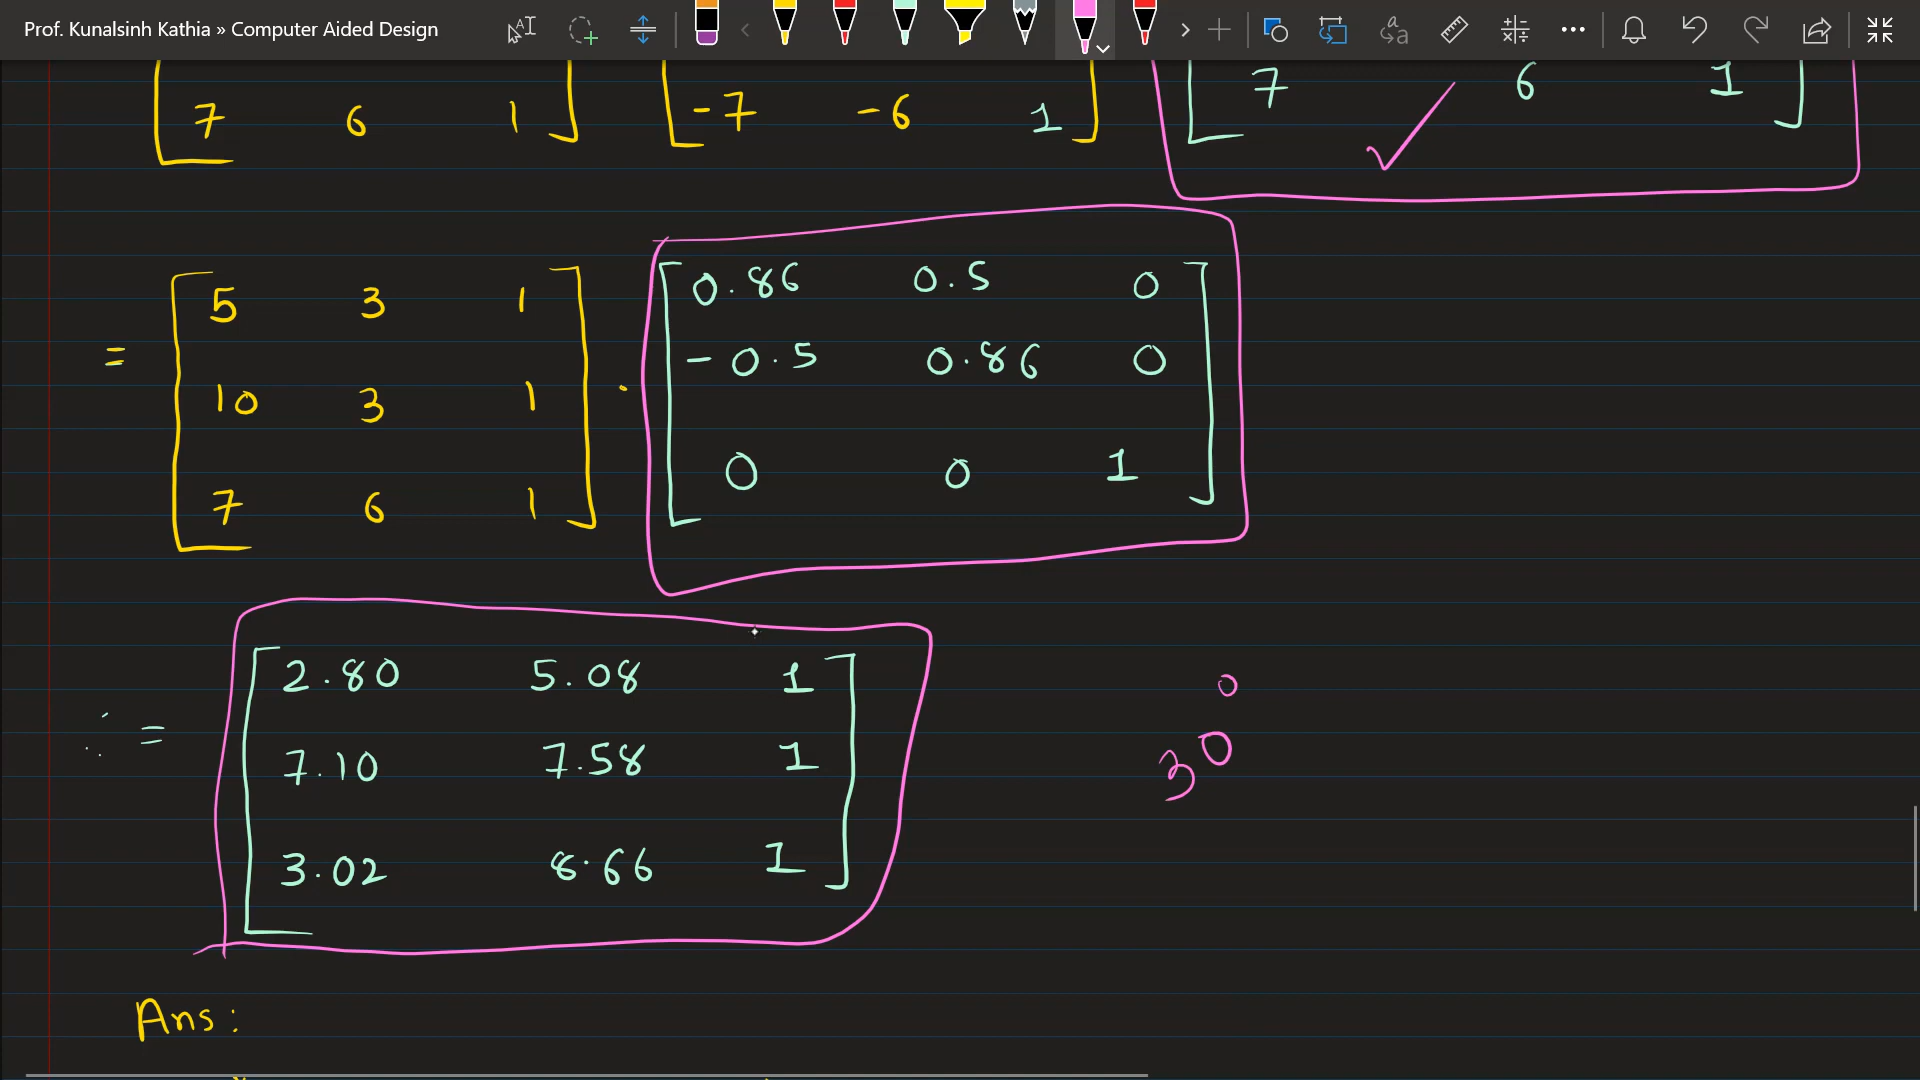 Prof. Kunalsinh Kathia » Computer Aided Design
7 6 1 -7 -6 1 7 6 1
5 3 1 0.86 0.5 0
= 10 3 1 . -0.5 0.86 0
7 6 1 0 0 1
2.80 5.08 1
∴ = 7.10 7.58 1 30°
3.02 8.66 1
Ans: